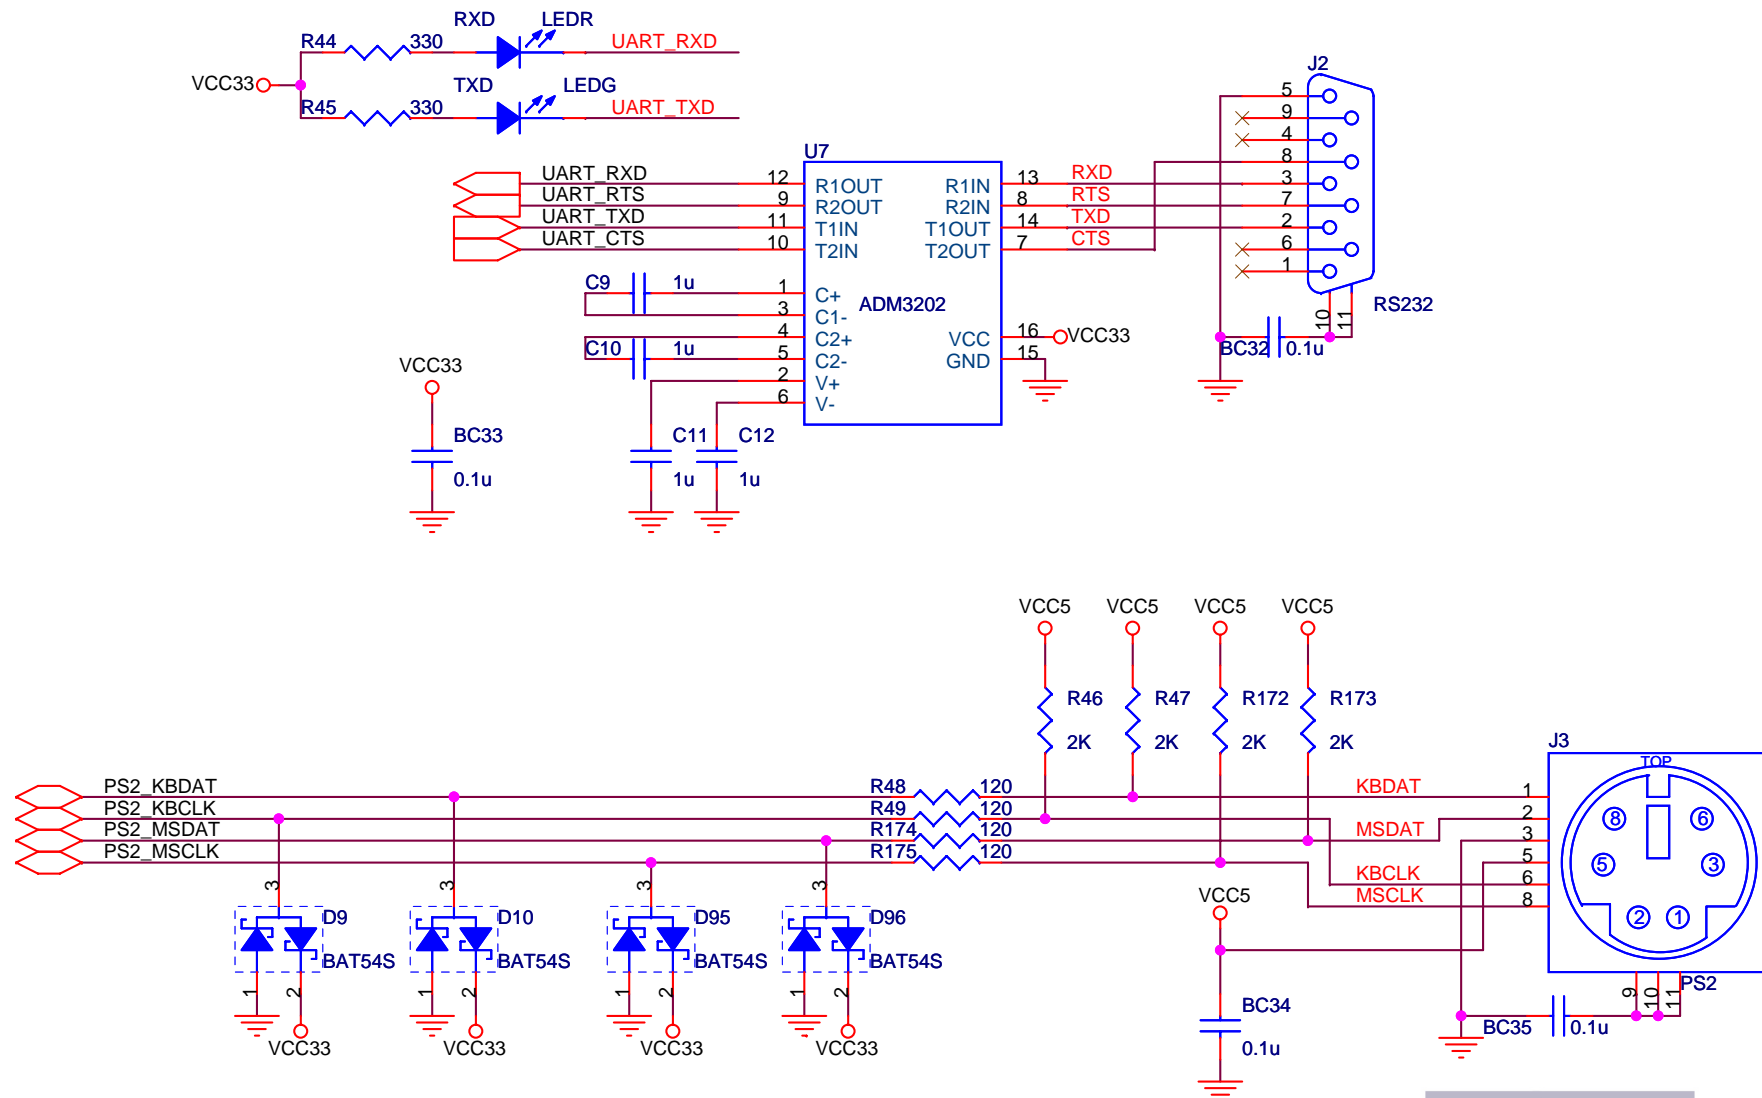 RXD LEDR
R44 330 UART_RXD
VCC33
TXD LEDG
R45 330 UART_TXD
J2
5
9
4
8
3
7
2
6
1
10 11
RS232
BC32 0.1u
U7
UART_RXD 12 R1OUT R1IN 13 RXD
UART_RTS 9 R2OUT R2IN 8 RTS
UART_TXD 11 T1IN T1OUT 14 TXD
UART_CTS 10 T2IN T2OUT 7 CTS
C9 1u 1 C+
ADM3202
3 C1-
4 C2+ VCC 16 VCC33
C10 1u 5 C2- GND 15
2 V+
6 V-
VCC33
BC33
0.1u
C11 C12
1u 1u
VCC5 VCC5 VCC5 VCC5
R46 R47 R172 R173
2K 2K 2K 2K
PS2_KBDAT R48 120 KBDAT 1
PS2_KBCLK R49 120 2
PS2_MSDAT R174 120 MSDAT 3
PS2_MSCLK R175 120 5
KBCLK 6
MSCLK 8
J3
TOP
8 6
5 3
2 1
9 10 11
PS2
BC35 0.1u
3 3 3 3
D9 D10 D95 D96
BAT54S BAT54S BAT54S BAT54S
1 2 1 2 1 2 1 2
VCC33 VCC33 VCC33 VCC33
VCC5
BC34
0.1u